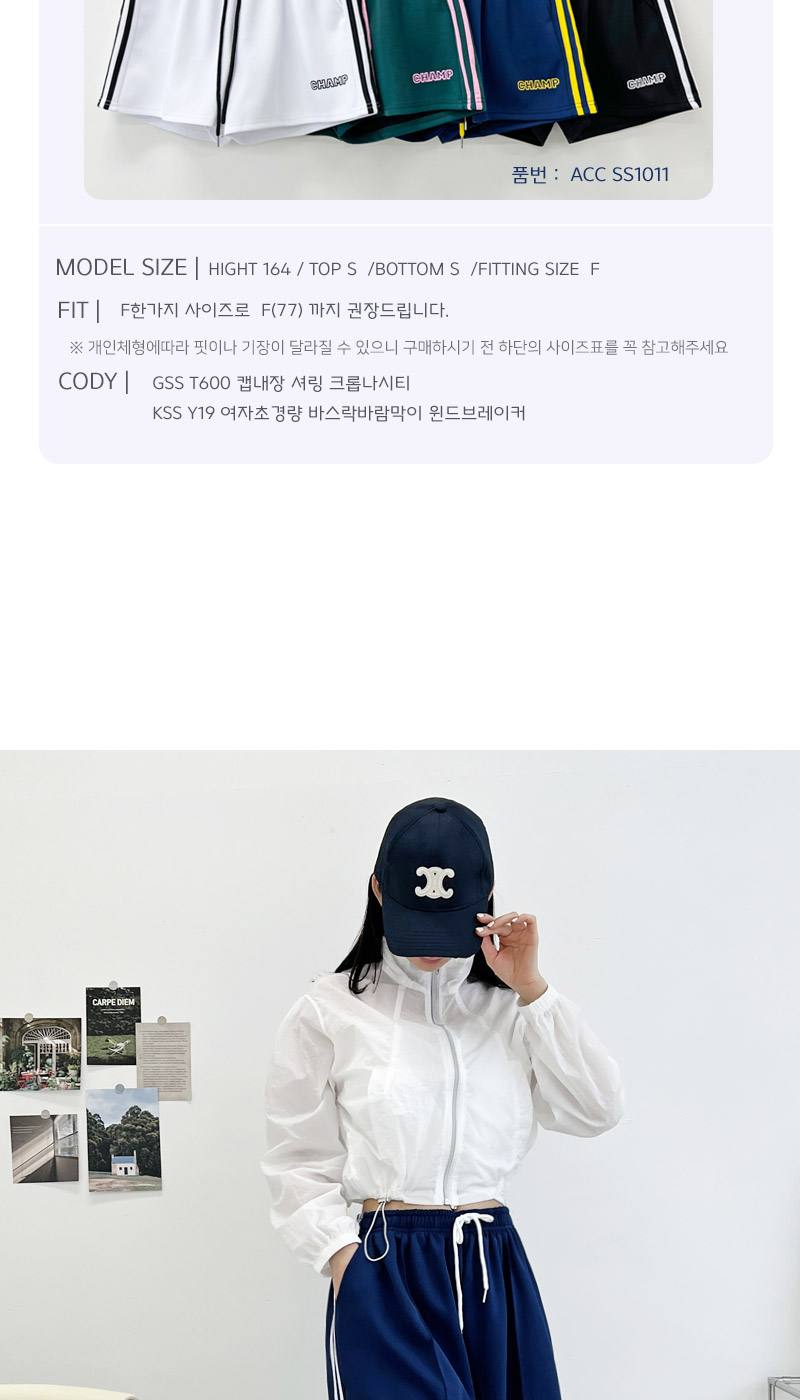 CHAMP
CHAMP
CHAMP
CHAMP
품번 : ACC SS1011
MODEL SIZE | HIGHT 164 / TOP S /BOTTOM S /FITTING SIZE F
FIT | F한가지 사이즈로 F(77) 까지 권장드립니다.
※ 개인체형에따라 핏이나 기장이 달라질 수 있으니 구매하시기 전 하단의 사이즈표를 꼭 참고해주세요
CODY | GSS T600 캡내장 셔링 크롭나시티
KSS Y19 여자초경량 바스락바람막이 윈드브레이커
CARPE DIEM